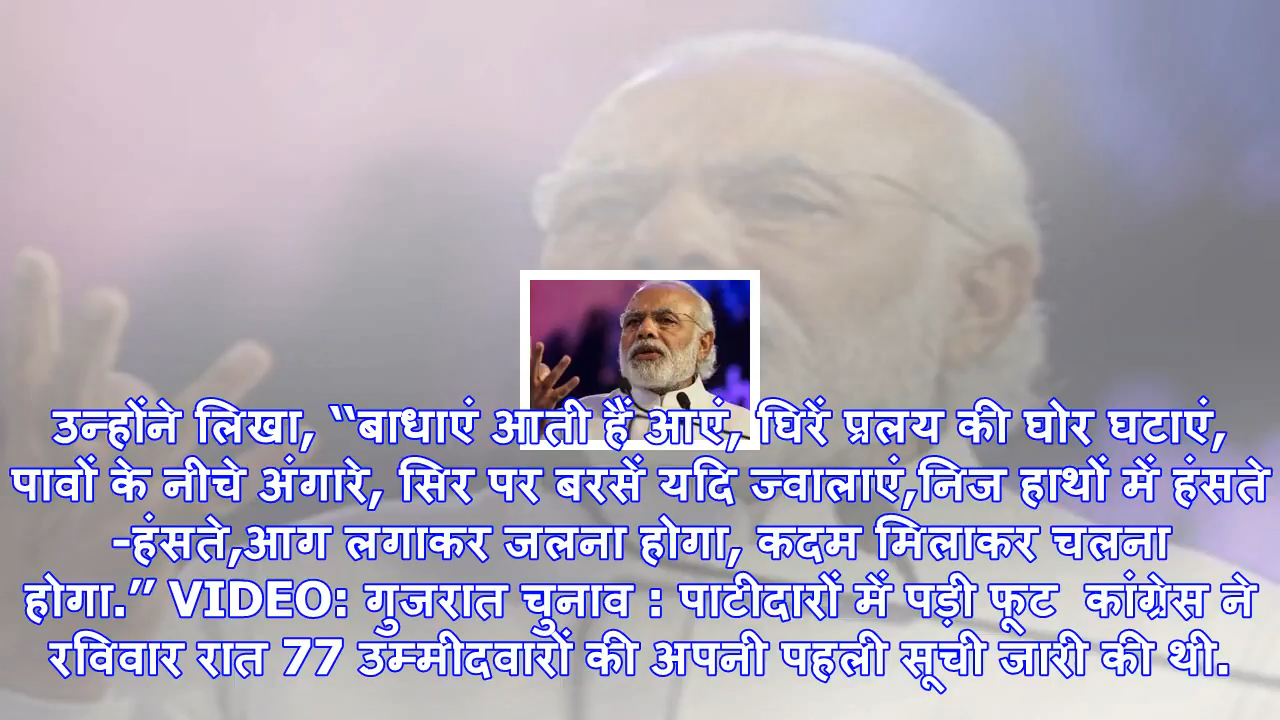 उन्होंने लिखा, “बाधाएं आती हैं आएं, घिरें प्रलय की घोर घटाएं,
पावों के नीचे अंगारे, सिर पर बरसें यदि ज्वालाएं,निज हाथों में हंसते
-हंसते,आग लगाकर जलना होगा, कदम मिलाकर चलना
होगा.” VIDEO: गुजरात चुनाव : पाटीदारों में पड़ी फूट  कांग्रेस ने
रविवार रात 77 उम्मीदवारों की अपनी पहली सूची जारी की थी.